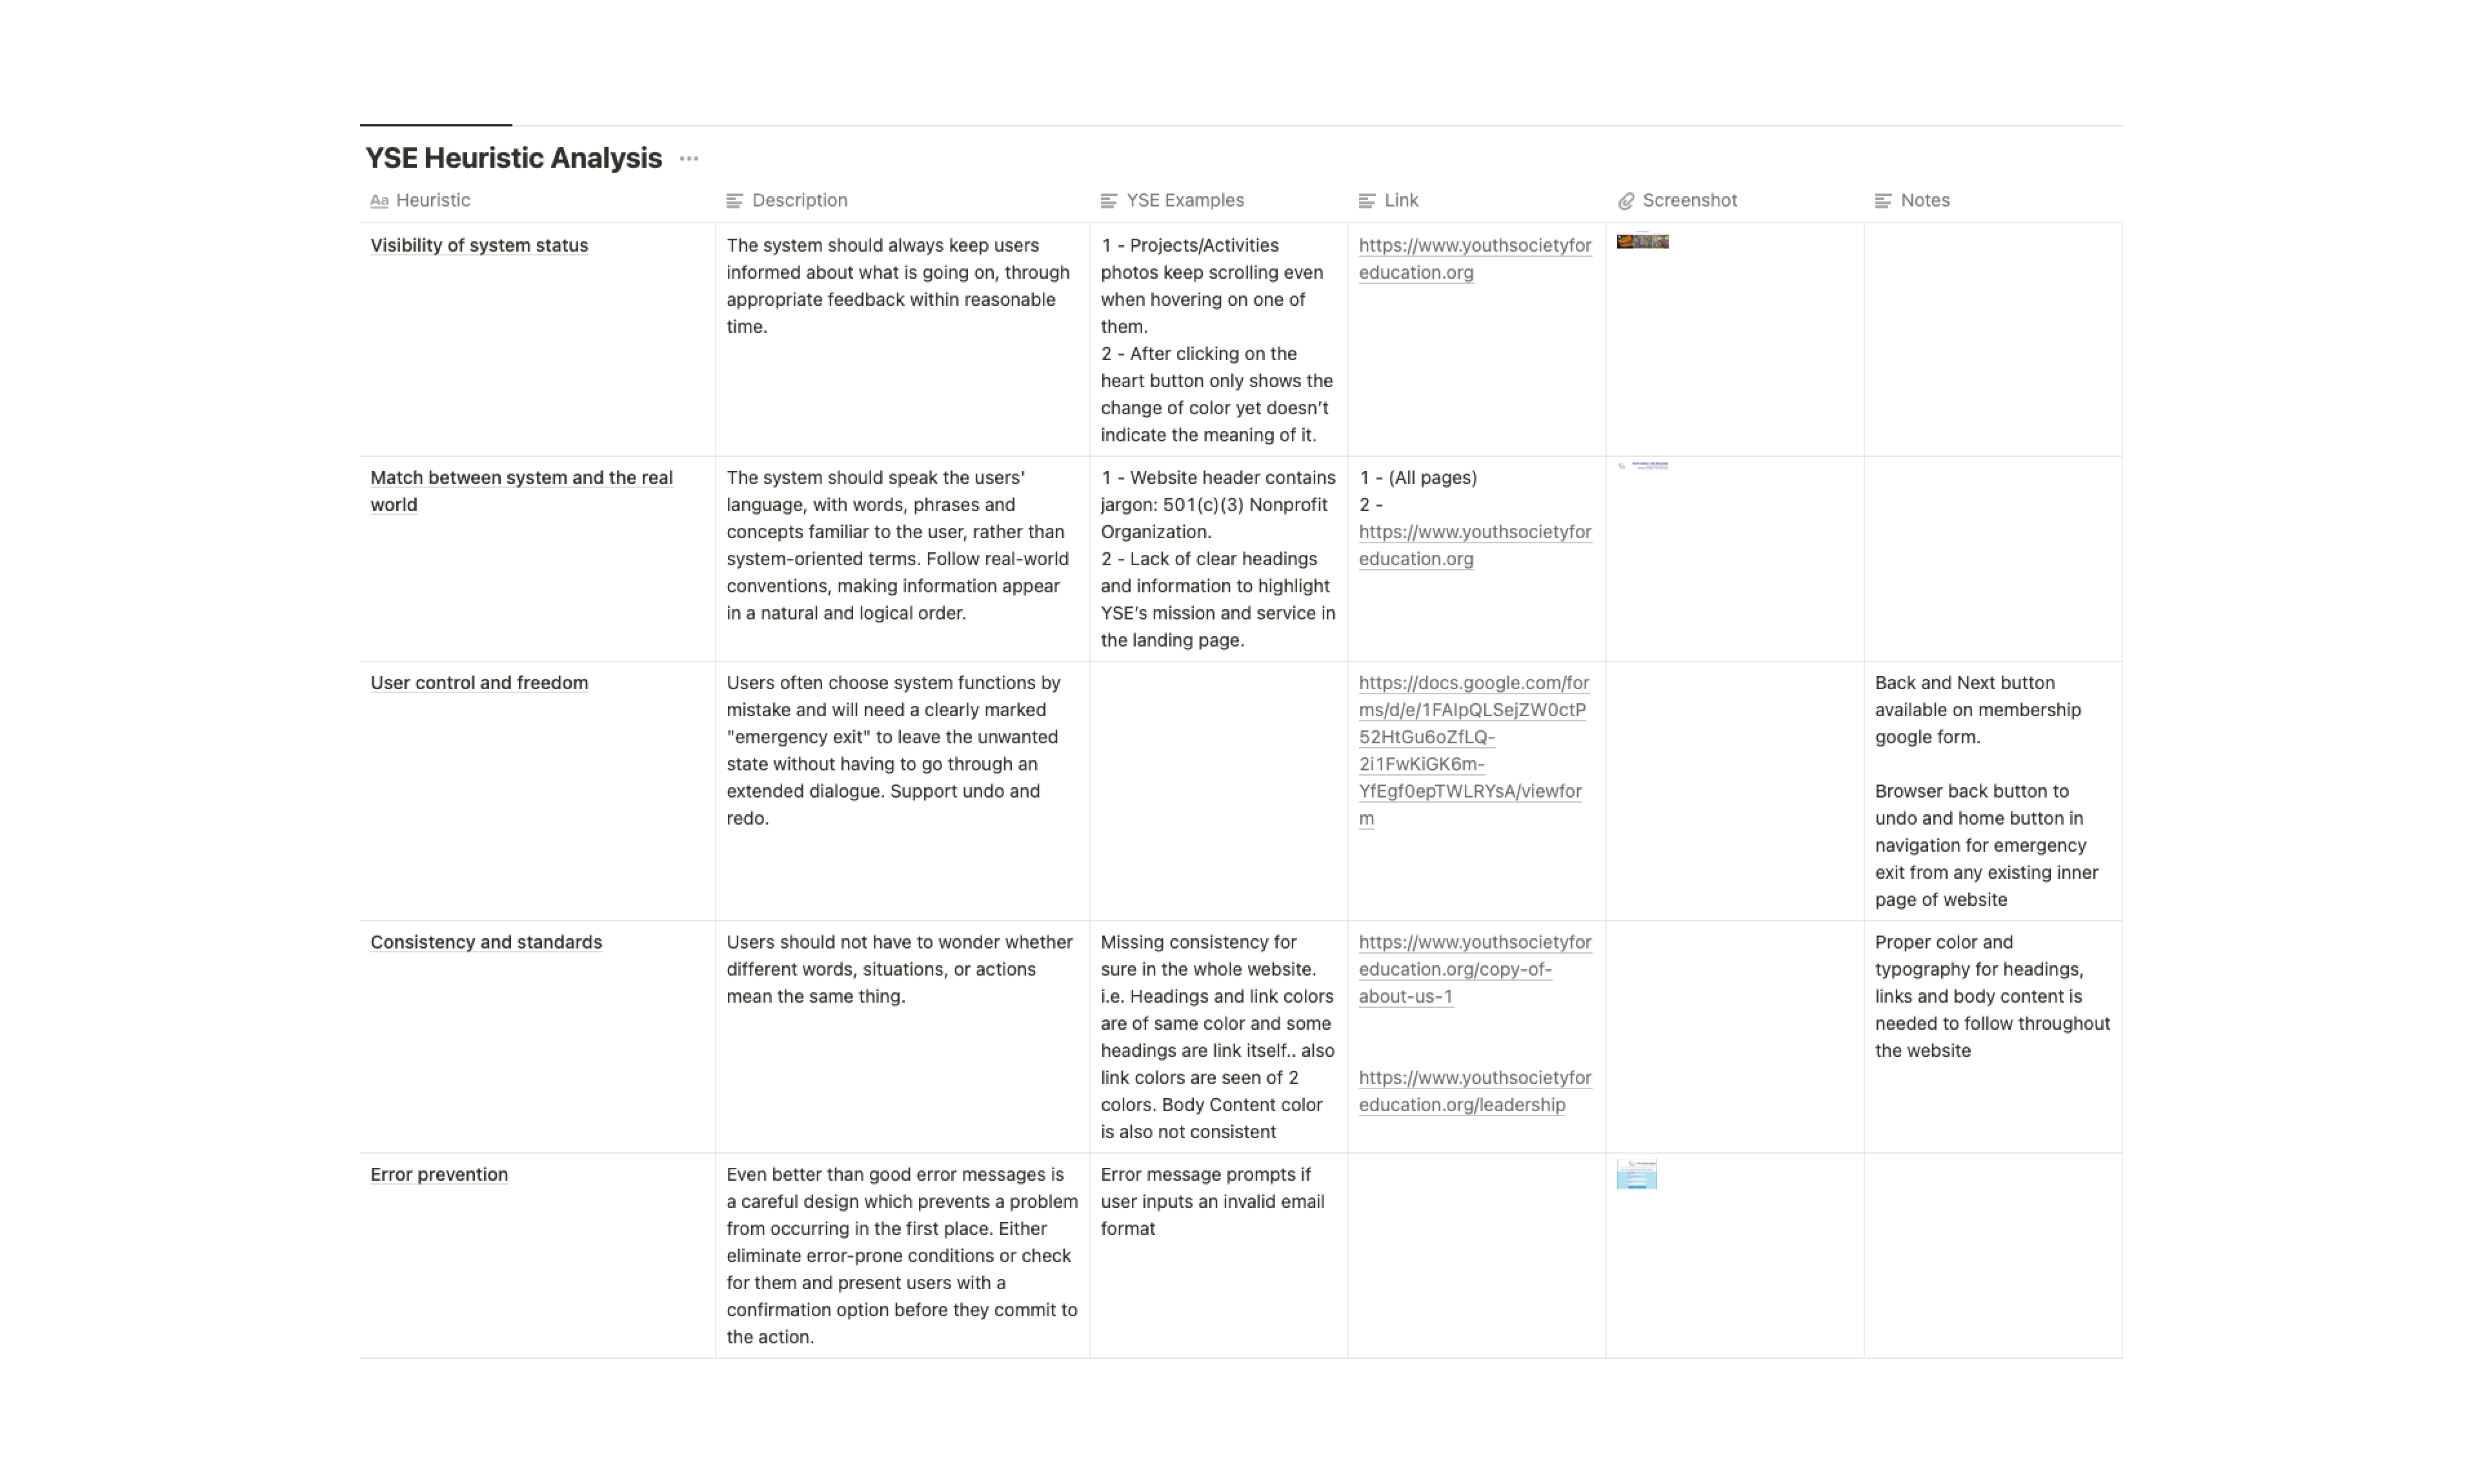 YSE Heuristic Analysis
Aa Heuristic
Description
YSE Examples
Link
Screenshot
Notes
Visibility of system status
The system should always keep users
informed about what is going on, through
appropriate feedback within reasonable
time.
1 - Projects/Activities
photos keep scrolling even
when hovering on one of
them.
2 - After clicking on the
heart button only shows the
change of color yet doesn’t
indicate the meaning of it.
https://www.youthsocietyfor
education.org
Match between system and the real
world
The system should speak the users'
language, with words, phrases and
concepts familiar to the user, rather than
system-oriented terms. Follow real-world
conventions, making information appear
in a natural and logical order.
1 - Website header contains
jargon: 501(c)(3) Nonprofit
Organization.
2 - Lack of clear headings
and information to highlight
YSE’s mission and service in
the landing page.
1 - (All pages)
2 -
https://www.youthsocietyfor
education.org
User control and freedom
Users often choose system functions by
mistake and will need a clearly marked
"emergency exit" to leave the unwanted
state without having to go through an
extended dialogue. Support undo and
redo.
https://docs.google.com/for
ms/d/e/1FAIpQLSejZW0ctP
52HtGu6oZfLQ-
2i1FwKiGK6m-
YfEgf0epTWLRYsA/viewfor
m
Back and Next button
available on membership
google form.
Browser back button to
undo and home button in
navigation for emergency
exit from any existing inner
page of website
Consistency and standards
Users should not have to wonder whether
different words, situations, or actions
mean the same thing.
Missing consistency for
sure in the whole website.
i.e. Headings and link colors
are of same color and some
headings are link itself.. also
link colors are seen of 2
colors. Body Content color
is also not consistent
https://www.youthsocietyfor
education.org/copy-of-
about-us-1
https://www.youthsocietyfor
education.org/leadership
Proper color and
typography for headings,
links and body content is
needed to follow throughout
the website
Error prevention
Even better than good error messages is
a careful design which prevents a problem
from occurring in the first place. Either
eliminate error-prone conditions or check
for them and present users with a
confirmation option before they commit to
the action.
Error message prompts if
user inputs an invalid email
format